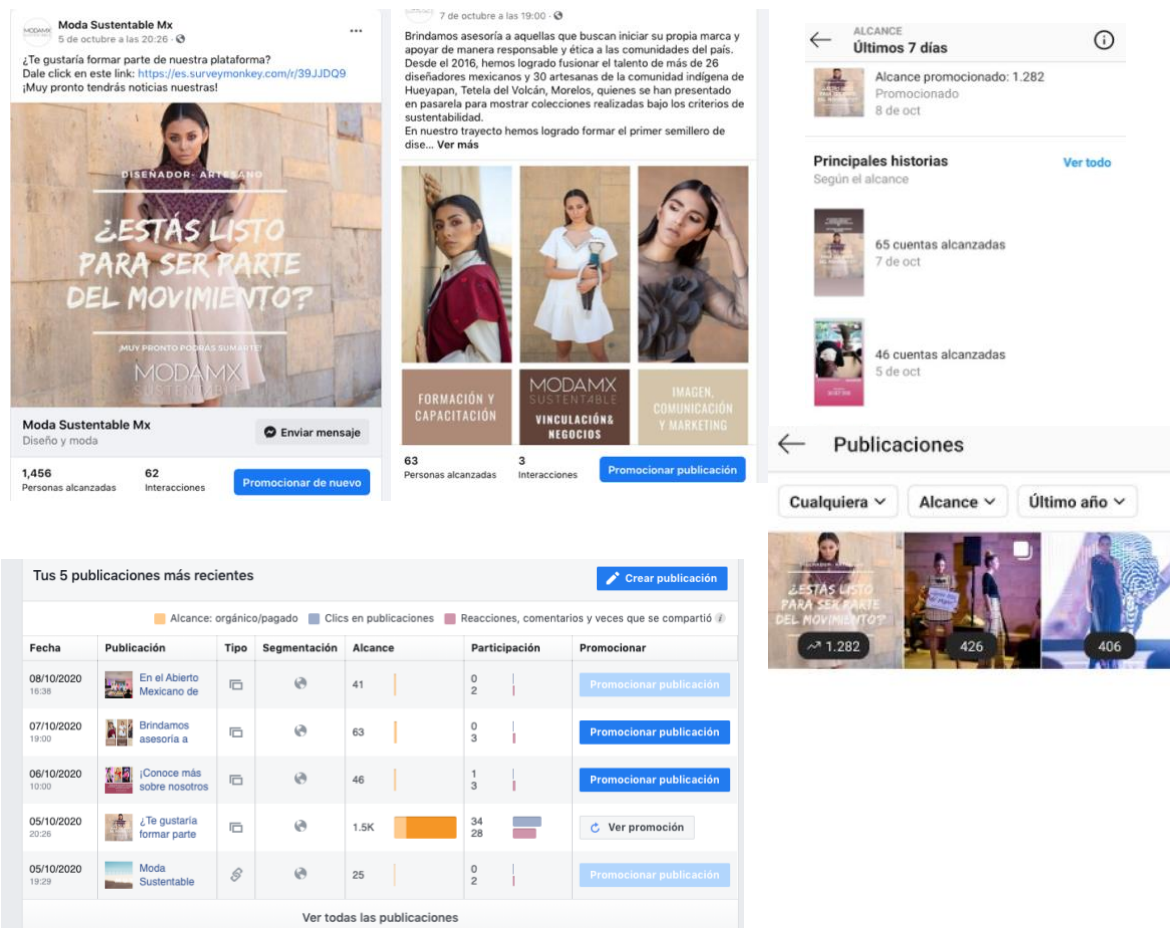 MODAMX
Moda Sustentable Mx
5 de octubre a las 20:26 ·
¿Te gustaría formar parte de nuestra plataforma?
Dale click en este link: https://es.surveymonkey.com/r/39JJDQ9
¡Muy pronto tendrás noticias nuestras!
DISEÑADOR- ARTESANO
¿ESTÁS LISTO
PARA SER PARTE
DEL MOVIMIENTO?
¡MUY PRONTO PODRÁS SUMARTE!
MODAMX
SUSTENTABLE
Moda Sustentable Mx
Diseño y moda
Enviar mensaje
1,456
Personas alcanzadas
62
Interacciones
Promocionar de nuevo
MODAMX
7 de octubre a las 19:00 ·
Brindamos asesoría a aquellas que buscan iniciar su propia marca y
apoyar de manera responsable y ética a las comunidades del país.
Desde el 2016, hemos logrado fusionar el talento de más de 26
diseñadores mexicanos y 30 artesanas de la comunidad indígena de
Hueyapan, Tetela del Volcán, Morelos, quienes se han presentado
en pasarela para mostrar colecciones realizadas bajo los criterios de
sustentabilidad.
En nuestro trayecto hemos logrado formar el primer semillero de
dise... Ver más
FORMACIÓN Y
CAPACITACIÓN
MODAMX
SUSTENTABLE
VINCULACIÓN&
NEGOCIOS
IMAGEN,
COMUNICACIÓN
Y MARKETING
63
Personas alcanzadas
3
Interacciones
Promocionar publicación
ALCANCE
Últimos 7 días
Alcance promocionado: 1.282
Promocionado
8 de oct
Principales historias
Ver todo
Según el alcance
65 cuentas alcanzadas
7 de oct
46 cuentas alcanzadas
5 de oct
Publicaciones
Cualquiera
Alcance
Último año
¿ESTÁS LISTO
PARA SER PARTE
DEL MOVIMIENTO?
1.282
426
406
Tus 5 publicaciones más recientes
Crear publicación
Alcance: orgánico/pagado Clics en publicaciones Reacciones, comentarios y veces que se compartió
Fecha Publicación Tipo Segmentación Alcance Participación Promocionar
08/10/2020
16:38
En el Abierto
Mexicano de
41
0
2
Promocionar publicación
07/10/2020
19:00
Brindamos
asesoría a
63
0
3
Promocionar publicación
06/10/2020
10:00
¡Conoce más
sobre nosotros
46
1
3
Promocionar publicación
05/10/2020
20:26
¿Te gustaría
formar parte
1.5K
34
28
Ver promoción
05/10/2020
19:29
Moda
Sustentable
25
0
2
Promocionar publicación
Ver todas las publicaciones